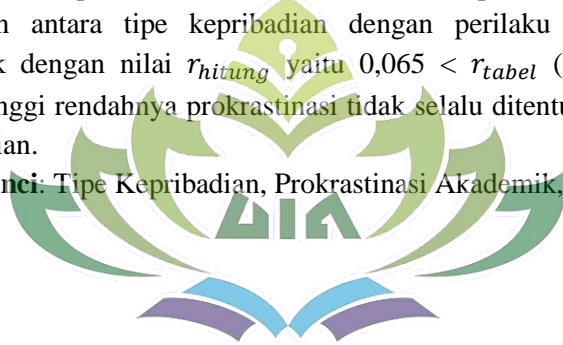 n antara tipe kepribadian dengan perilaku
k dengan nilai r_hitung yaitu 0,065 < r_tabel (
nggi rendahnya prokrastinasi tidak selalu ditentu
ian.
nci: Tipe Kepribadian, Prokrastinasi Akademik,
UIN